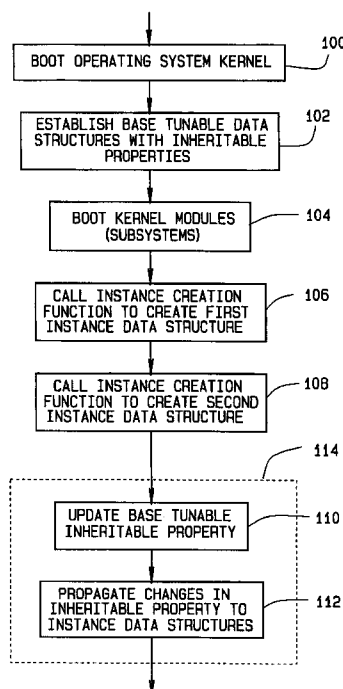 BOOT OPERATING SYSTEM KERNEL
100
ESTABLISH BASE TUNABLE DATA
STRUCTURES WITH INHERITABLE
PROPERTIES
102
BOOT KERNEL MODULES
(SUBSYSTEMS)
104
CALL INSTANCE CREATION
FUNCTION TO CREATE FIRST
INSTANCE DATA STRUCTURE
106
CALL INSTANCE CREATION
FUNCTION TO CREATE SECOND
INSTANCE DATA STRUCTURE
108
114
UPDATE BASE TUNABLE
INHERITABLE PROPERTY
110
PROPAGATE CHANGES IN
INHERITABLE PROPERTY TO
INSTANCE DATA STRUCTURES
112